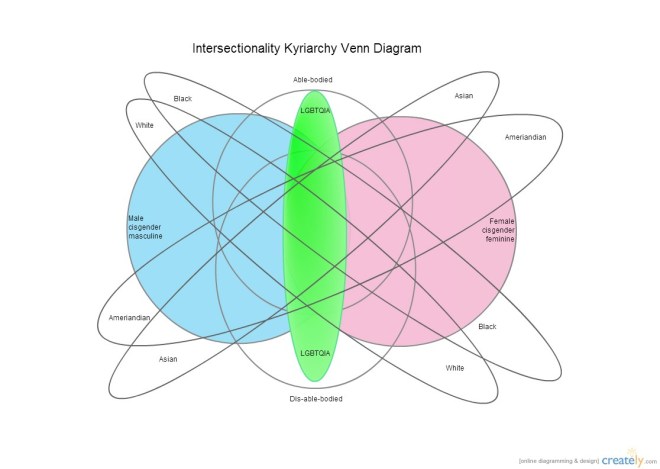 Intersectionality Kyriarchy Venn Diagram
Able-bodied
Black
Asian
LGBTQIA
White
Ameriandian
Male
cisgender
masculine
Female
cisgender
feminine
Ameriandian
Black
LGBTQIA
Asian
White
Dis-able-bodied
[online diagramming & design] creately.com